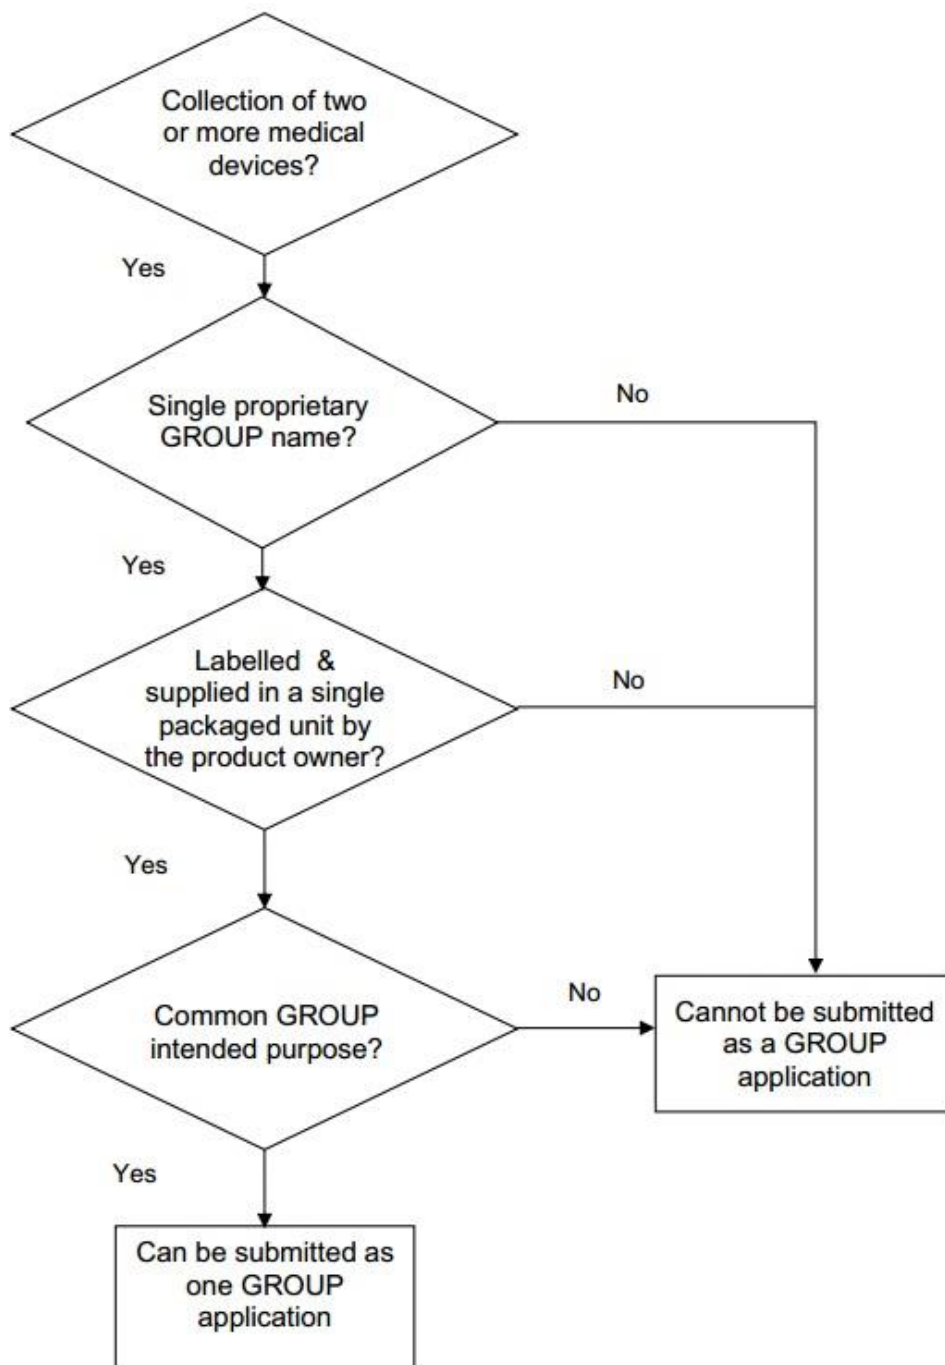 Collection of two
or more medical
devices?
Yes
Single proprietary
GROUP name?
No
Yes
Labelled &
supplied in a single
packaged unit by
the product owner?
No
Yes
Common GROUP
intended purpose?
No
Cannot be submitted
as a GROUP
application
Yes
Can be submitted as
one GROUP
application